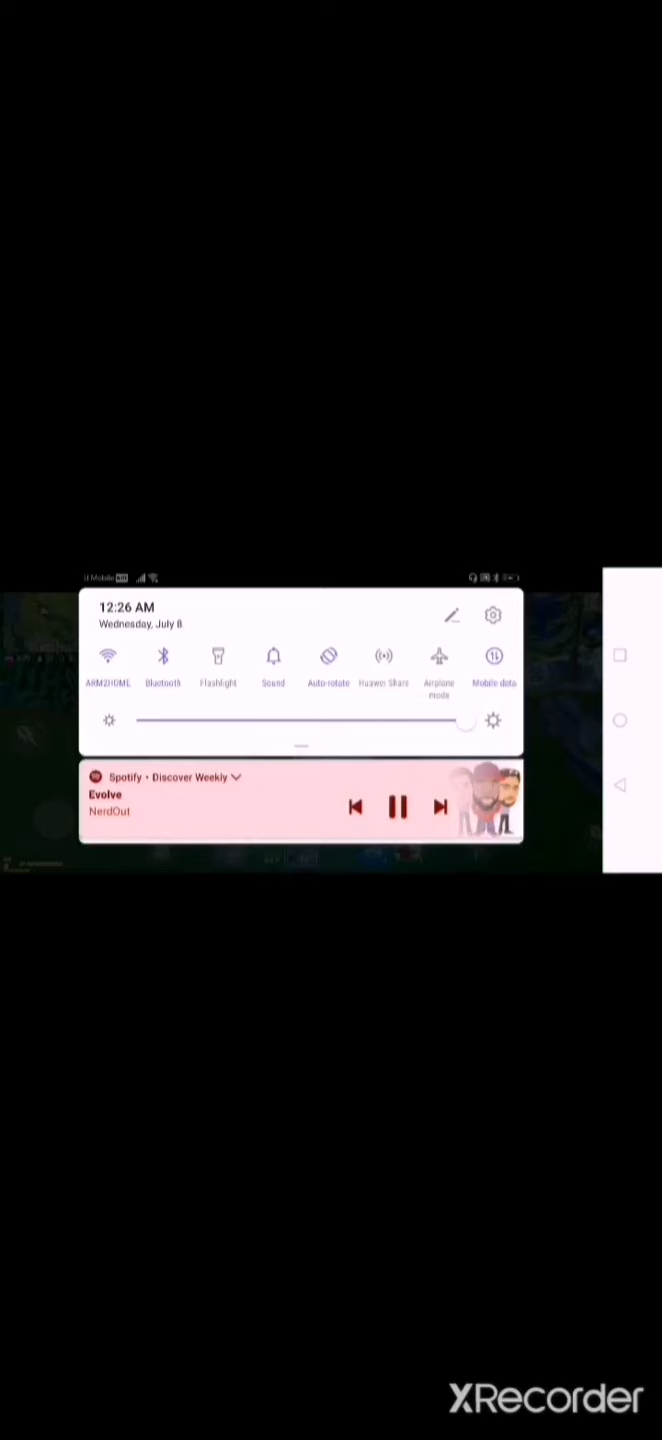 U Mobile
12:26 AM
Wednesday, July 8
ARM2HOME Bluetooth Flashlight Sound Auto-rotate Huawei Share Airplane mode Mobile data
Spotify • Discover Weekly
Evolve
NerdOut
XRecorder